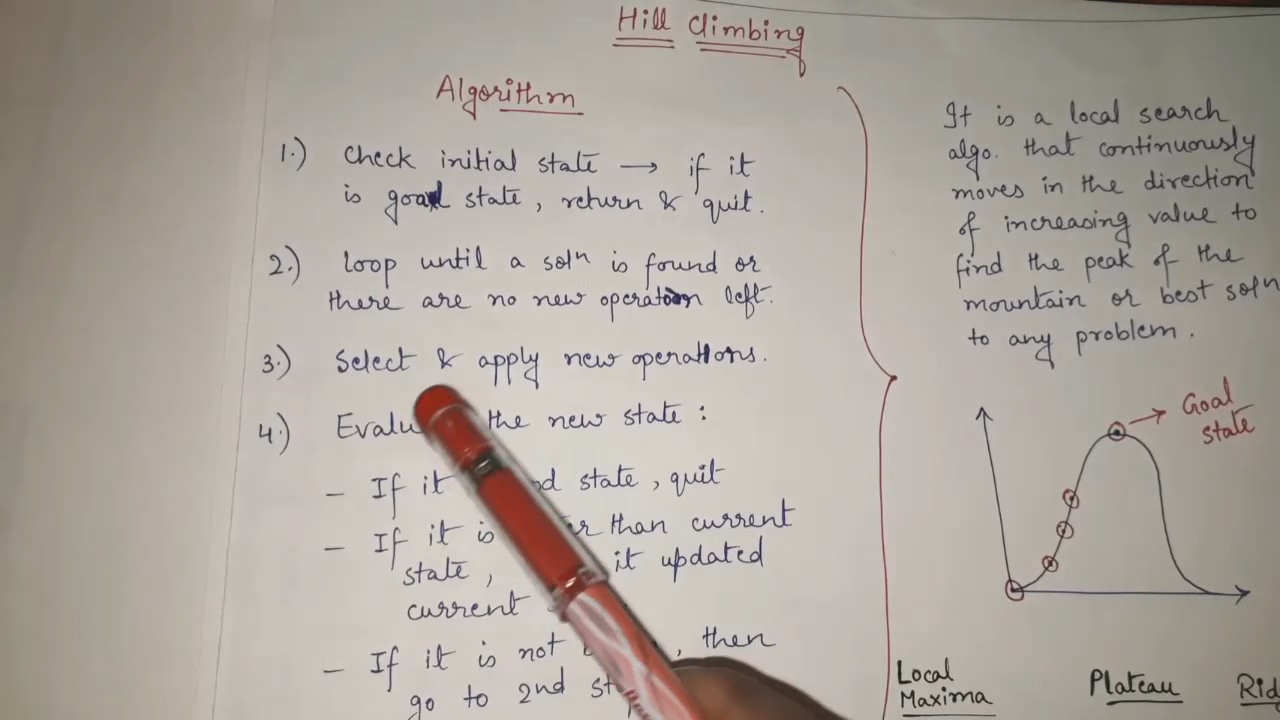 Hill Climbing
Algorithm
1.) Check initial state → if it
is goal state, return & quit.
2.) Loop until a solⁿ is found or
there are no new operation left.
3.) Select & apply new operations.
4.) the new state :
- If it state, quit
- If it is than current
state, it updated
current
- If it is not , then
go to 2nd
It is a local search
algo. that continuously
moves in the direction
of increasing value to
find the peak of the
mountain or best solⁿ
to any problem.
→ Goal
state
Local
Maxima
Plateau